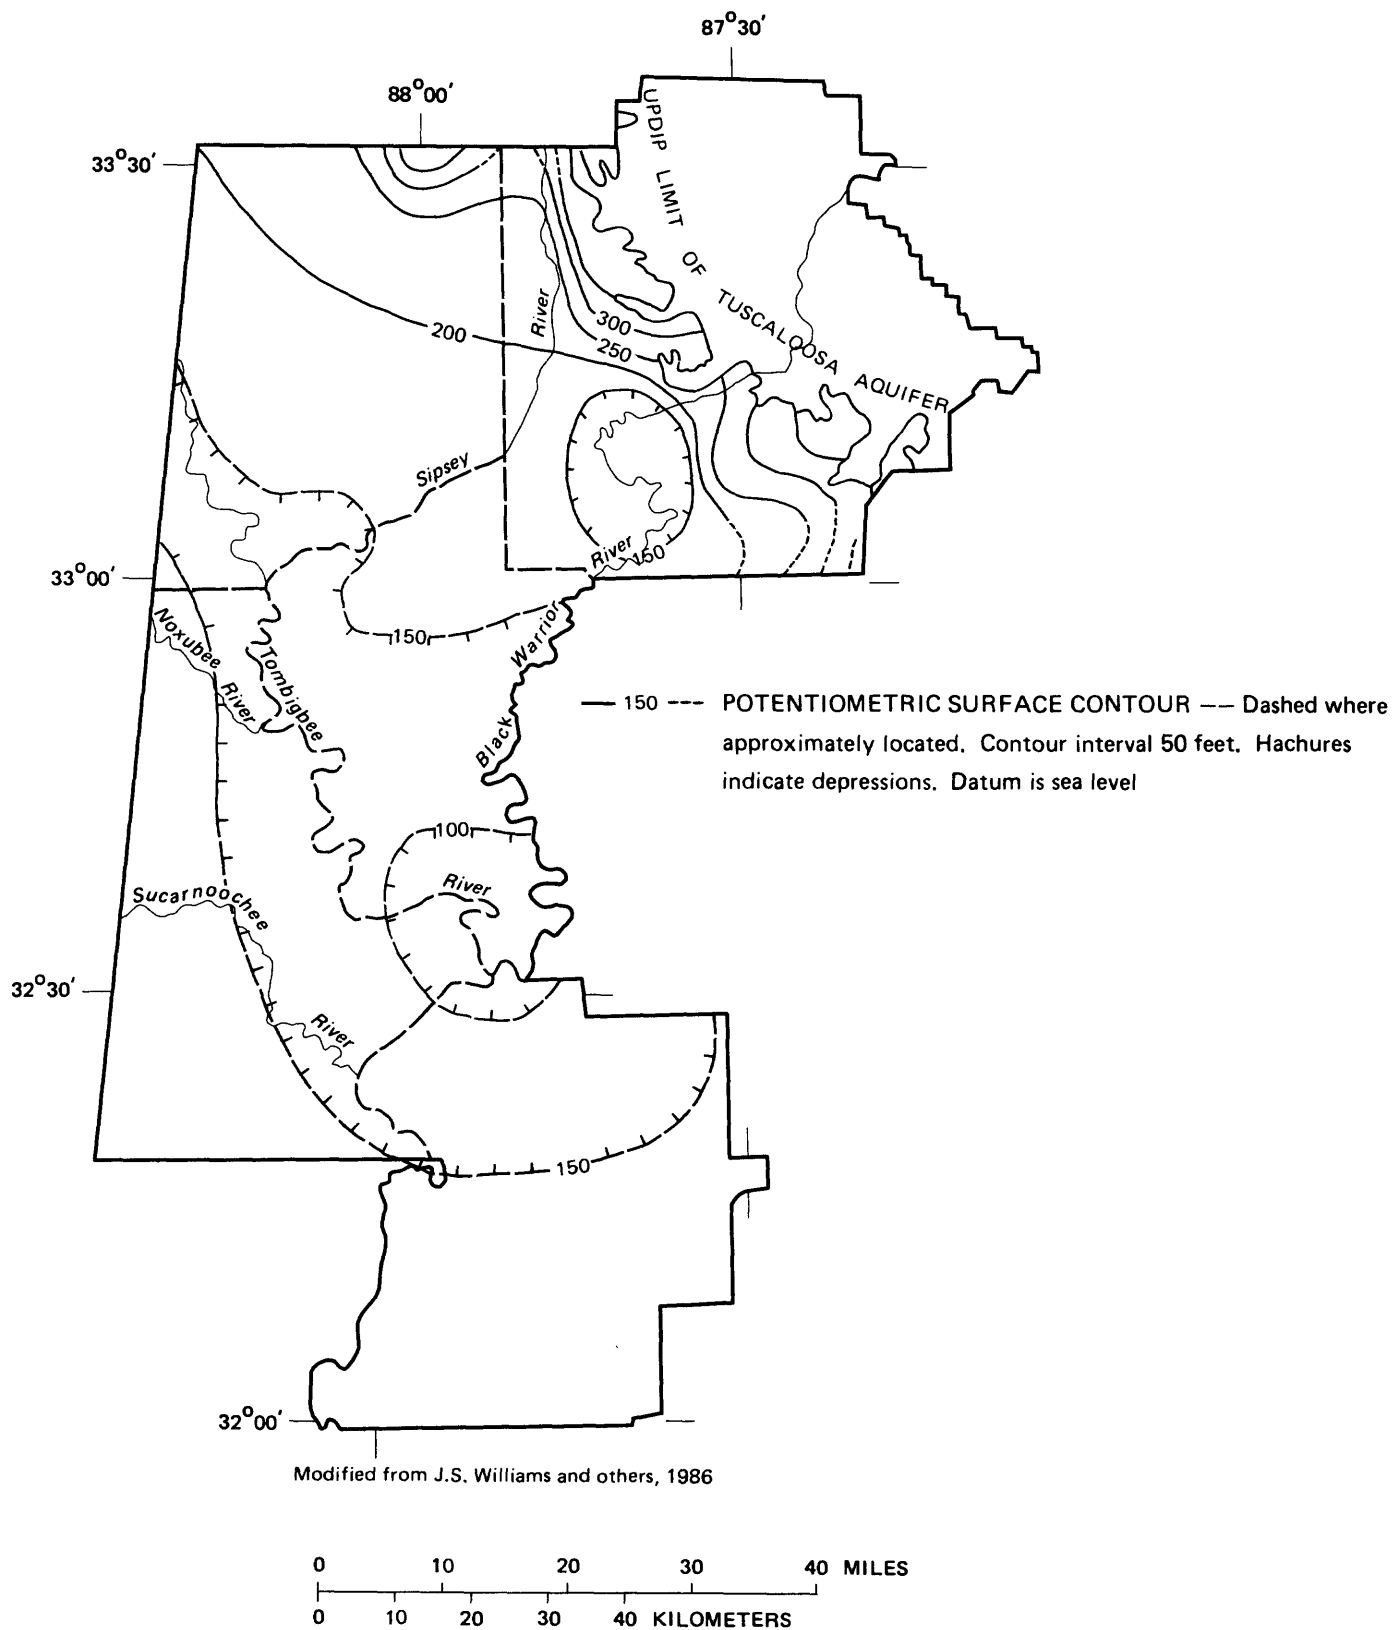 87°30′
88°00′
33°30′
UPDIP LIMIT OF TUSCALOOSA AQUIFER
River
300
200
250
Sipsey
River
150
33°00′
150
Noxubee
River
Tombigbee
Warrior
Black
— 150 --- POTENTIOMETRIC SURFACE CONTOUR —— Dashed where
approximately located. Contour interval 50 feet. Hachures
indicate depressions. Datum is sea level
100
River
Sucarnoochee
32°30′
River
150
32°00′
Modified from J.S. Williams and others, 1986
0 10 20 30 40 MILES
0 10 20 30 40 KILOMETERS